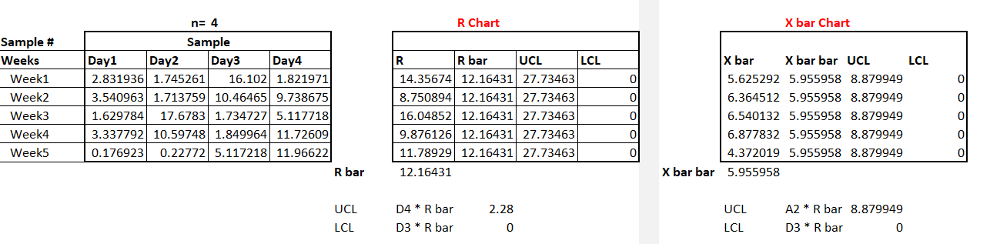 n= 4 R Chart X bar Chart
Sample # Sample
Weeks Day1 Day2 Day3 Day4 R R bar UCL LCL X bar X bar bar UCL LCL
Week1 2.831936 1.745261 16.102 1.821971 14.35674 12.16431 27.73463 0 5.625292 5.955958 8.879949 0
Week2 3.540963 1.713759 10.46465 9.738675 8.750894 12.16431 27.73463 0 6.364512 5.955958 8.879949 0
Week3 1.629784 17.6783 1.734727 5.117718 16.04852 12.16431 27.73463 0 6.540132 5.955958 8.879949 0
Week4 3.337792 10.59748 1.849964 11.72609 9.876126 12.16431 27.73463 0 6.877832 5.955958 8.879949 0
Week5 0.176923 0.22772 5.117218 11.96622 11.78929 12.16431 27.73463 0 4.372019 5.955958 8.879949 0
R bar 12.16431 X bar bar 5.955958
UCL D4 * R bar 2.28 UCL A2 * R bar 8.879949
LCL D3 * R bar 0 LCL D3 * R bar 0